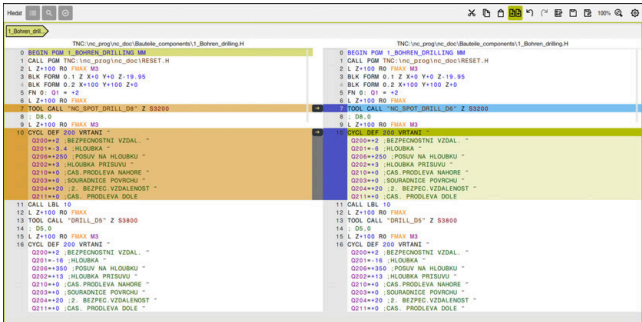 Hledat
100%
1_Bohren_drill...
TNC:\nc_prog\nc_doc\Bauteile_components\1_Bohren_drilling.H
0 BEGIN PGM 1_BOHREN_DRILLING MM
1 CALL PGM TNC:\nc_prog\nc_doc\RESET.H
2 L Z+100 R0 FMAX M3
3 BLK FORM 0.1 Z X+0 Y+0 Z-19.95
4 BLK FORM 0.2 X+100 Y+100 Z+0
5 FN 0: Q1 = +2
6 L Z+100 R0 FMAX
7 TOOL CALL "NC_SPOT_DRILL_D6" Z S3200
8 ; D8,0
9 L Z+100 R0 FMAX M3
10 CYCL DEF 200 VRTANI ~
Q200=+2 ;BEZPECNOSTNI VZDAL. ~
Q201=-3.4 ;HLOUBKA ~
Q206=+250 ;POSUV NA HLOUBKU ~
Q202=+3 ;HLOUBKA PRISUVU ~
Q210=+0 ;CAS.PRODLEVA NAHORE ~
Q203=+0 ;SOURADNICE POVRCHU ~
Q204=+20 ;2. BEZPEC.VZDALENOST ~
Q211=+0 ;CAS. PRODLEVA DOLE
11 CALL LBL 10
12 L Z+100 R0 FMAX
13 TOOL CALL "DRILL_D5" Z S3800
14 ; D5,0
15 L Z+100 R0 FMAX M3
16 CYCL DEF 200 VRTANI ~
Q200=+2 ;BEZPECNOSTNI VZDAL. ~
Q201=-16 ;HLOUBKA ~
Q206=+350 ;POSUV NA HLOUBKU ~
Q202=+13 ;HLOUBKA PRISUVU ~
Q210=+0 ;CAS.PRODLEVA NAHORE ~
Q203=+0 ;SOURADNICE POVRCHU ~
Q204=+20 ;2. BEZPEC.VZDALENOST ~
Q211=+0 ;CAS. PRODLEVA DOLE ~
TNC:\nc_prog\nc_doc\Bauteile_components\1_Bohren_drilling.H
0 BEGIN PGM 1_BOHREN_DRILLING MM
1 CALL PGM TNC:\nc_prog\nc_doc\RESET.H
2 L Z+100 R0 FMAX M3
3 BLK FORM 0.1 Z X+0 Y+0 Z-19.95
4 BLK FORM 0.2 X+100 Y+100 Z+0
5 FN 0: Q1 = +2
6 L Z+100 R0 FMAX
7 TOOL CALL "NC_SPOT_DRILL_D8" Z S3200
8 ; D8,0
9 L Z+100 R0 FMAX M3
10 CYCL DEF 200 VRTANI ~
Q200=+2 ;BEZPECNOSTNI VZDAL. ~
Q201=-6 ;HLOUBKA ~
Q206=+250 ;POSUV NA HLOUBKU ~
Q202=+3 ;HLOUBKA PRISUVU ~
Q210=+0 ;CAS.PRODLEVA NAHORE ~
Q203=+0 ;SOURADNICE POVRCHU ~
Q204=+20 ;2. BEZPEC.VZDALENOST ~
Q211=+0 ;CAS. PRODLEVA DOLE
11 CALL LBL 10
12 L Z+100 R0 FMAX
13 TOOL CALL "DRILL_D5" Z S3800
14 ; D5,0
15 L Z+100 R0 FMAX M3
16 CYCL DEF 200 VRTANI ~
Q200=+2 ;BEZPECNOSTNI VZDAL. ~
Q201=-16 ;HLOUBKA ~
Q206=+350 ;POSUV NA HLOUBKU ~
Q202=+13 ;HLOUBKA PRISUVU ~
Q210=+0 ;CAS.PRODLEVA NAHORE ~
Q203=+0 ;SOURADNICE POVRCHU ~
Q204=+20 ;2. BEZPEC.VZDALENOST ~
Q211=+0 ;CAS. PRODLEVA DOLE ~